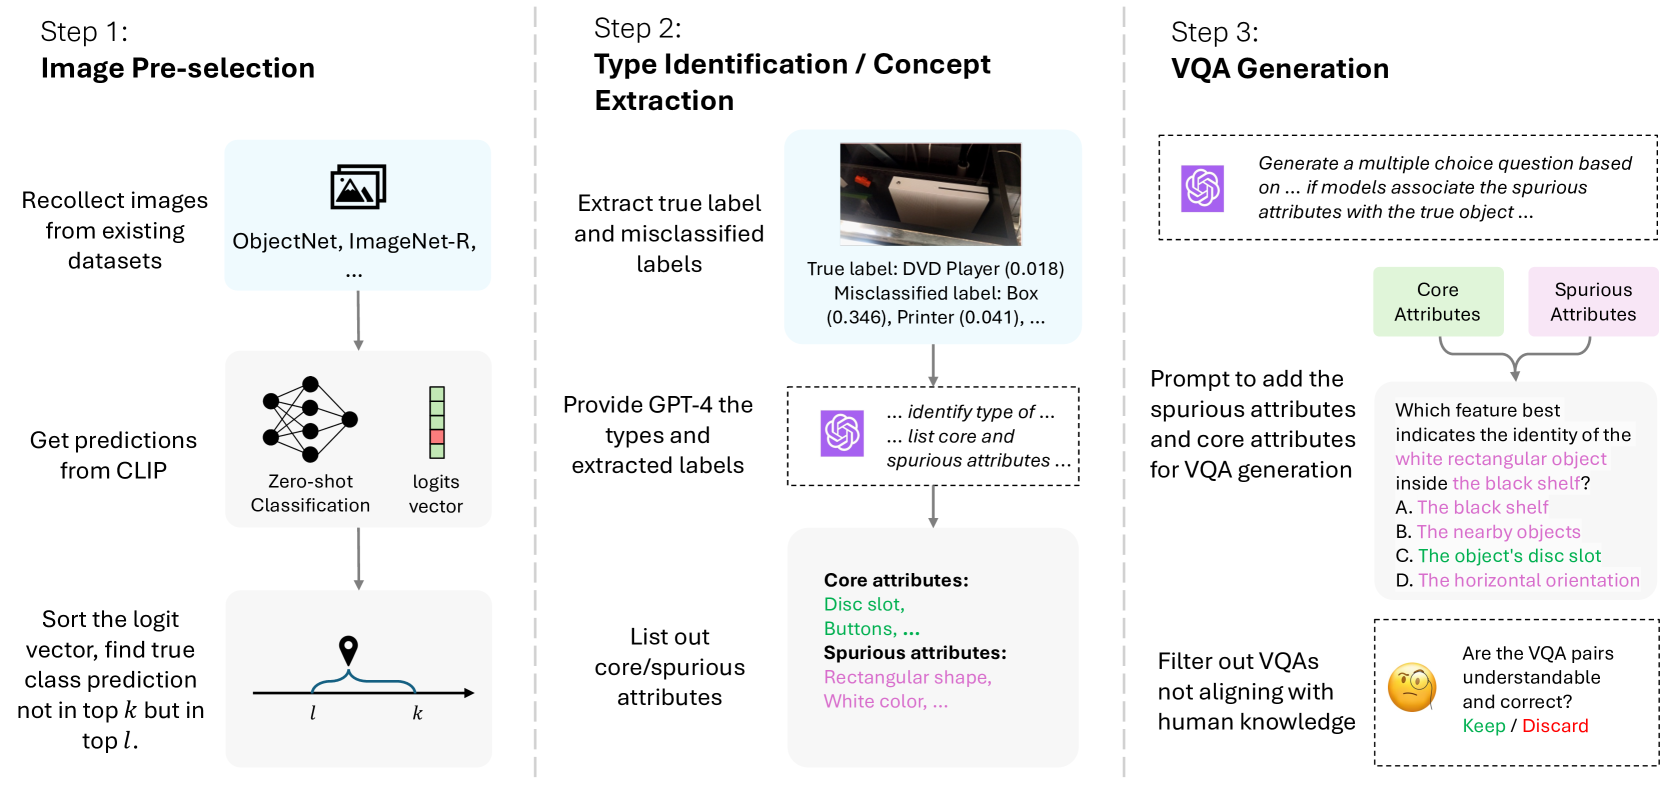 Step 1:
Image Pre-selection
Recollect images
from existing
datasets
ObjectNet, ImageNet-R,
...
Get predictions
from CLIP
Zero-shot
Classification
logits
vector
Sort the logit
vector, find true
class prediction
not in top k but in
top l.
l
k
Step 2:
Type Identification / Concept
Extraction
Extract true label
and misclassified
labels
True label: DVD Player (0.018)
Misclassified label: Box
(0.346), Printer (0.041), ...
Provide GPT-4 the
types and
extracted labels
... identify type of ...
... list core and
spurious attributes ...
List out
core/spurious
attributes
Core attributes:
Disc slot,
Buttons, ...
Spurious attributes:
Rectangular shape,
White color, ...
Step 3:
VQA Generation
Generate a multiple choice question based
on ... if models associate the spurious
attributes with the true object ...
Core
Attributes
Spurious
Attributes
Prompt to add the
spurious attributes
and core attributes
for VQA generation
Which feature best
indicates the identity of the
white rectangular object
inside the black shelf?
A. The black shelf
B. The nearby objects
C. The object's disc slot
D. The horizontal orientation
Filter out VQAs
not aligning with
human knowledge
Are the VQA pairs
understandable
and correct?
Keep / Discard